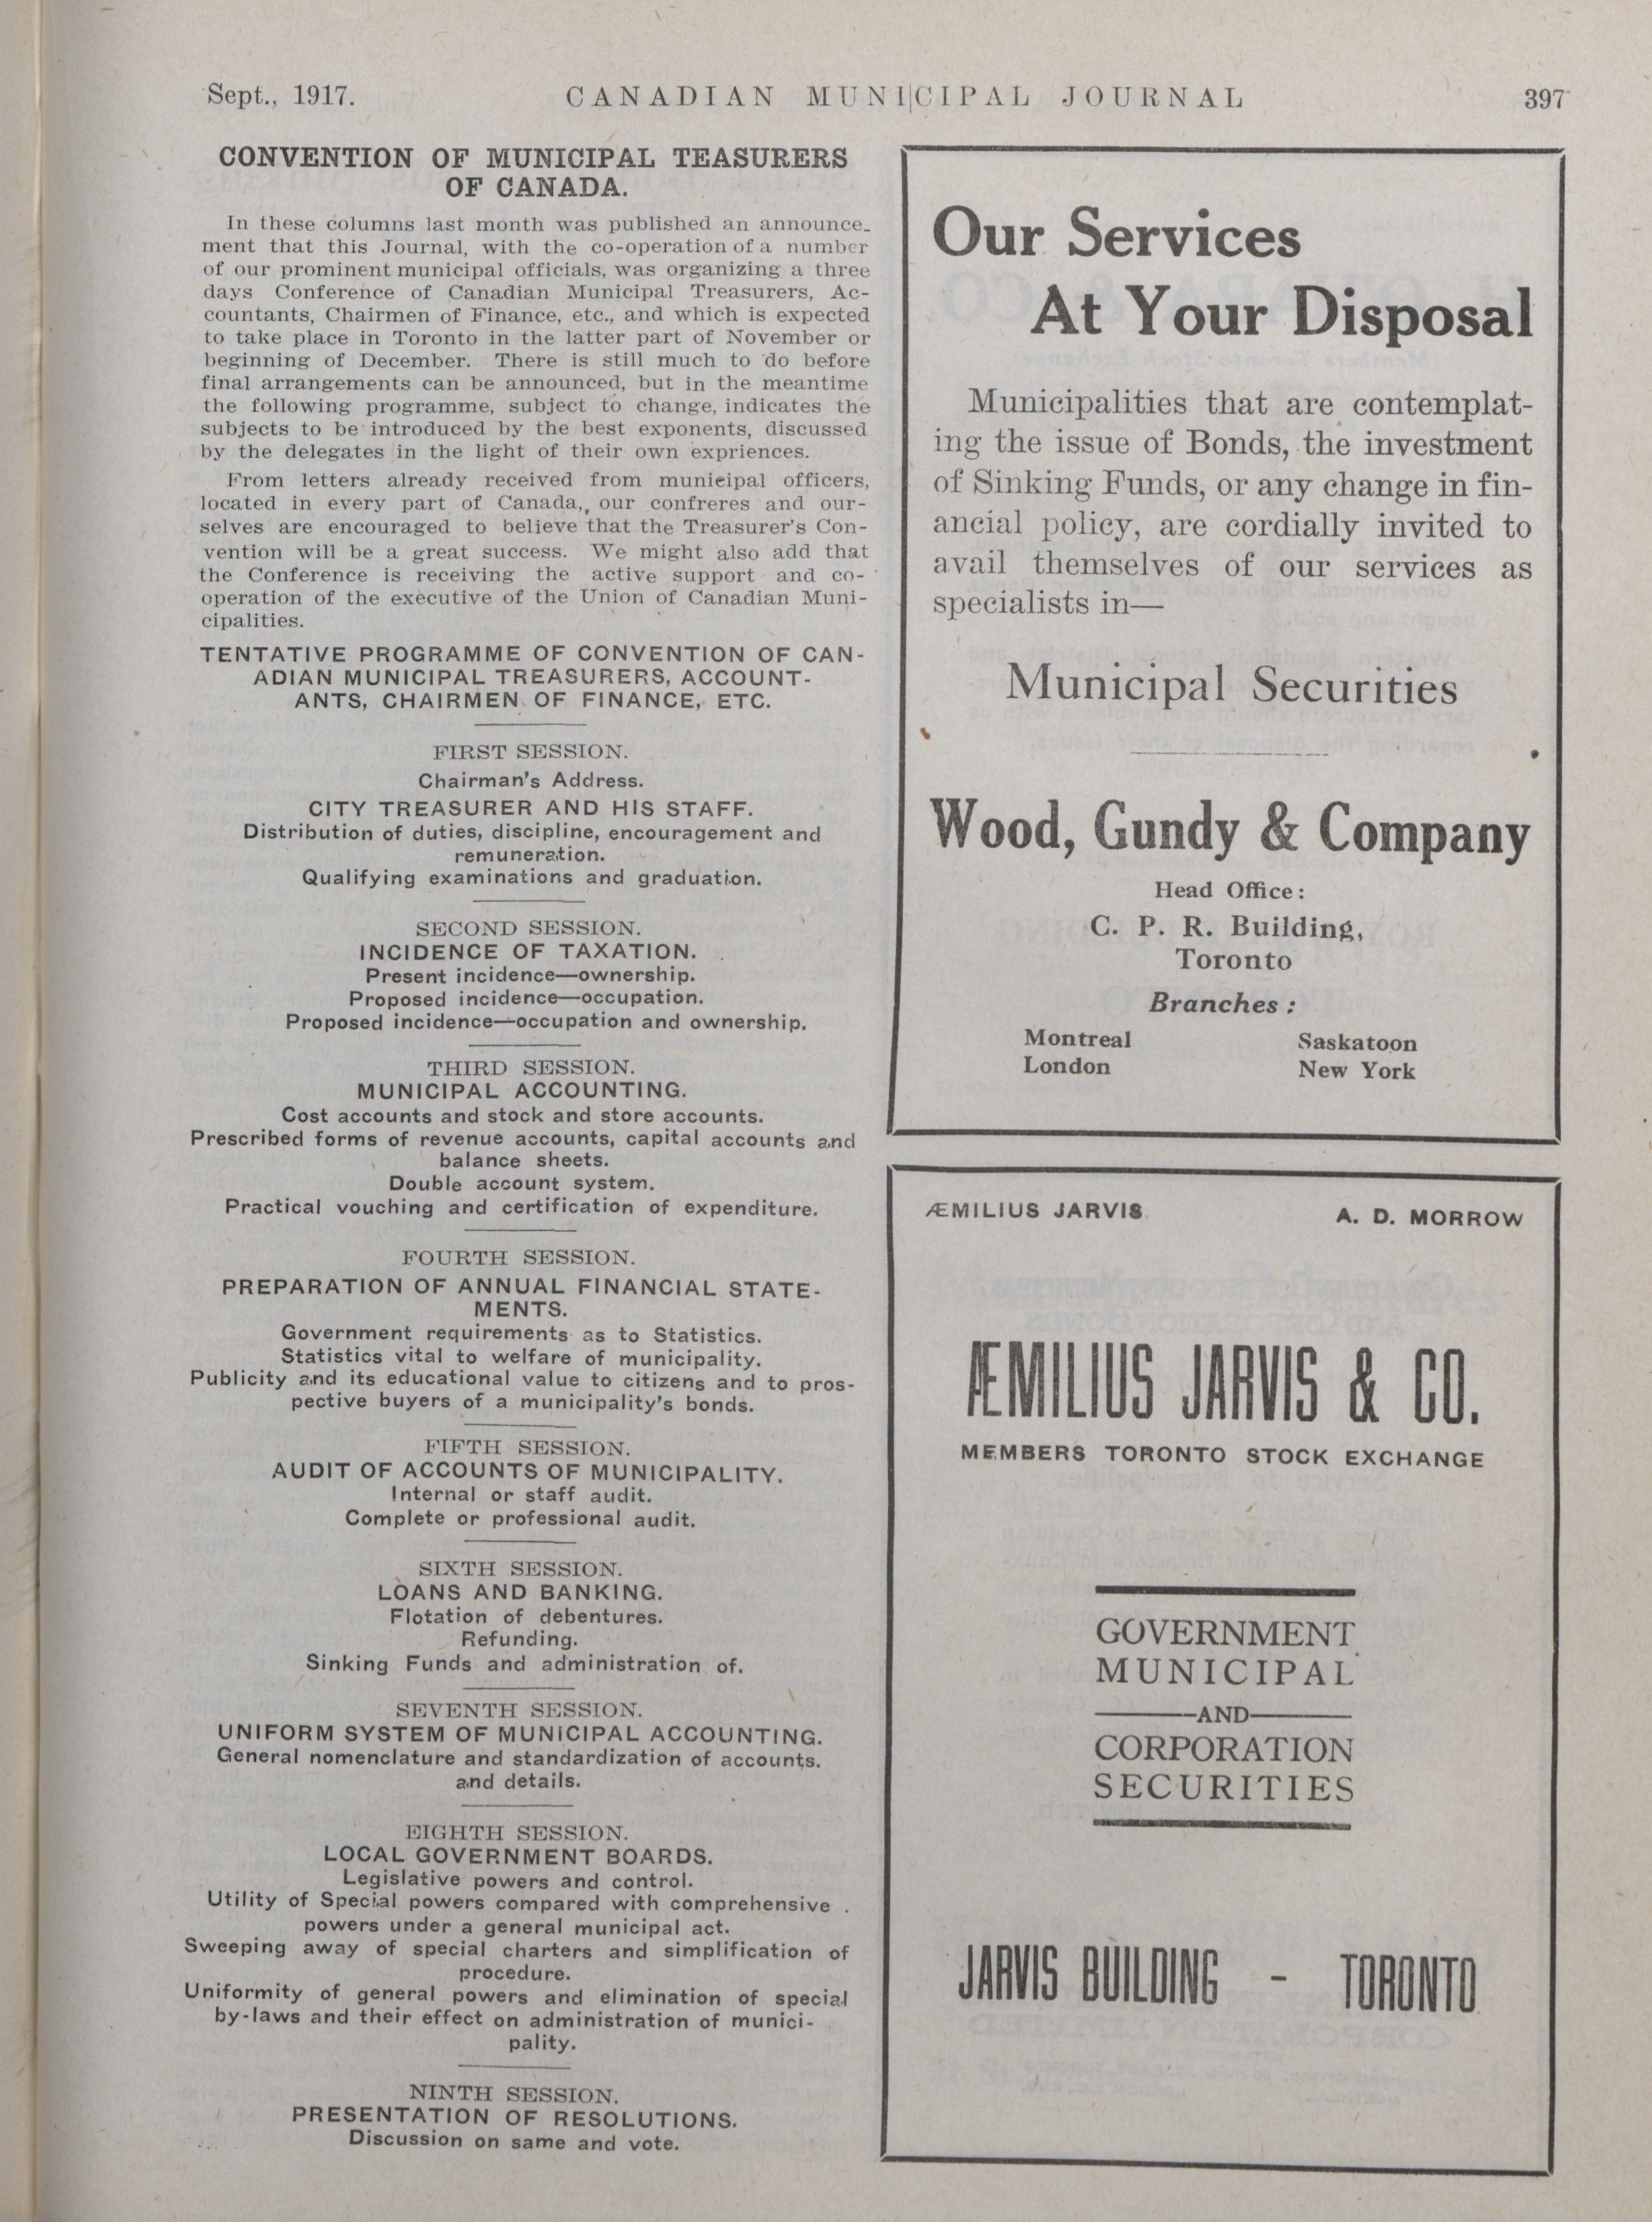 Sept., 1917.
CANADIAN MUNICIPAL JOURNAL
397
CONVENTION OF MUNICIPAL TEASURERS
OF CANADA.
In these columns last month was published an announce-
ment that this Journal, with the co-operation of a number
of our prominent municipal officials, was organizing a three
days Conference of Canadian Municipal Treasurers, Ac-
countants, Chairmen of Finance, etc., and which is expected
to take place in Toronto in the latter part of November or
beginning of December. There is still much to do before
final arrangements can be announced, but in the meantime
the following programme, subject to change, indicates the
subjects to be introduced by the best exponents, discussed
by the delegates in the light of their own expriences.
From letters already received from municipal officers,
located in every part of Canada,, our confreres and our-
selves are encouraged to believe that the Treasurer's Con-
vention will be a great success. We might also add that
the Conference is receiving the active support and co-
operation of the executive of the Union of Canadian Muni-
cipalities.
TENTATIVE PROGRAMME OF CONVENTION OF CAN-
ADIAN MUNICIPAL TREASURERS, ACCOUNT-
ANTS, CHAIRMEN OF FINANCE, ETC.
FIRST SESSION.
Chairman's Address.
CITY TREASURER AND HIS STAFF.
Distribution of duties, discipline, encouragement and
remuneration.
Qualifying examinations and graduation.
SECOND SESSION.
INCIDENCE OF TAXATION.
Present incidence—ownership.
Proposed incidence—occupation.
Proposed incidence—occupation and ownership.
THIRD SESSION.
MUNICIPAL ACCOUNTING.
Cost accounts and stock and store accounts.
Prescribed forms of revenue accounts, capital accounts and
balance sheets.
Double account system.
Practical vouching and certification of expenditure.
FOURTH SESSION.
PREPARATION OF ANNUAL FINANCIAL STATE-
MENTS.
Government requirements as to Statistics.
Statistics vital to welfare of municipality.
Publicity and its educational value to citizens and to pros-
pective buyers of a municipality's bonds.
FIFTH SESSION.
AUDIT OF ACCOUNTS OF MUNICIPALITY.
Internal or staff audit.
Complete or professional audit.
SIXTH SESSION.
LOANS AND BANKING.
Flotation of debentures.
Refunding.
Sinking Funds and administration of.
SEVENTH SESSION.
UNIFORM SYSTEM OF MUNICIPAL ACCOUNTING.
General nomenclature and standardization of accounts.
and details.
EIGHTH SESSION.
LOCAL GOVERNMENT BOARDS.
Legislative powers and control.
Utility of Special powers compared with comprehensive .
powers under a general municipal act.
Sweeping away of special charters and simplification of
procedure.
Uniformity of general powers and elimination of special
by-laws and their effect on administration of munici-
pality.
NINTH SESSION.
PRESENTATION OF RESOLUTIONS.
Discussion on same and vote.
Our Services
At Your Disposal
Municipalities that are contemplat-
ing the issue of Bonds, the investment
of Sinking Funds, or any change in fin-
ancial policy, are cordially invited to
avail themselves of our services as
specialists in—
Municipal Securities
Wood, Gundy & Company
Head Office:
C. P. R. Building,
Toronto
Branches:
Montreal Saskatoon
London New York
ÆMILIUS JARVIS A. D. MORROW
ÆMILIUS JARVIS & CO.
MEMBERS TORONTO STOCK EXCHANGE
GOVERNMENT
MUNICIPAL
—AND—
CORPORATION
SECURITIES
JARVIS BUILDING - TORONTO